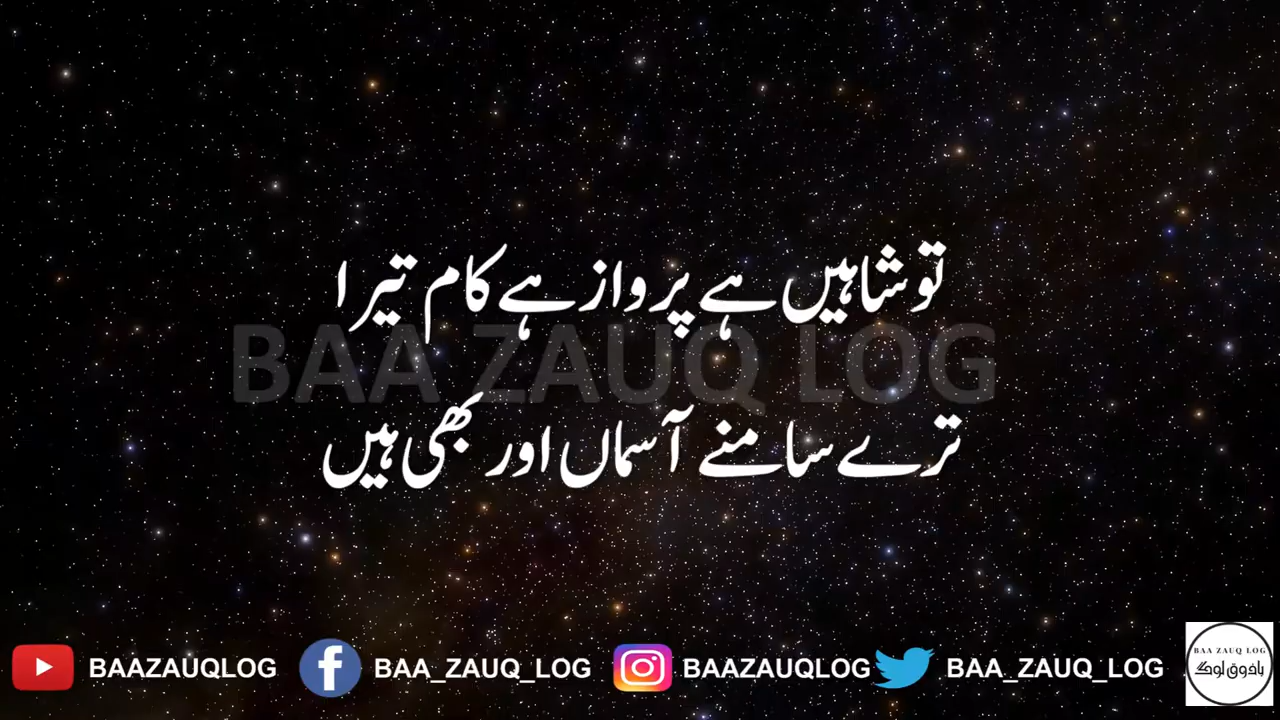 تو شاہیں ہے پرواز ہے کام تیرا
BAA ZAUQ LOG
ترے سامنے آسماں اور بھی ہیں
BAAZAUQLOG BAA_ZAUQ_LOG BAAZAUQLOG BAA_ZAUQ_LOG
BAA ZAUQ LOG
باذوق لوگ